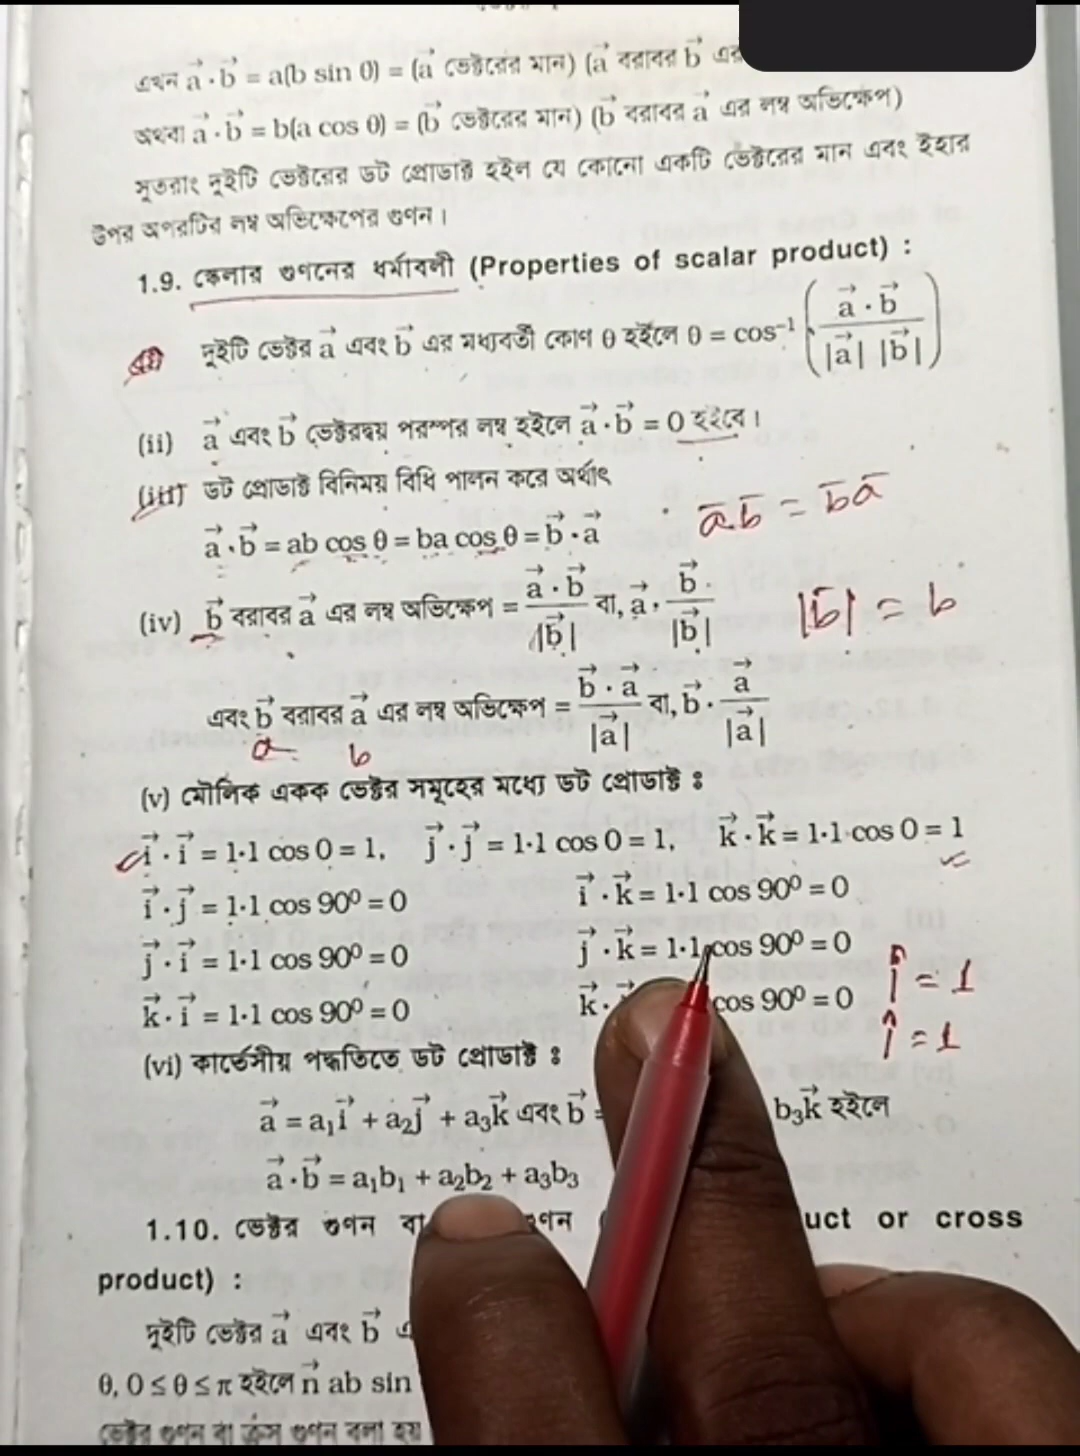 এখন a⃗ · b⃗ = a(b sin θ) = (a⃗ ভেক্টরের মান) (a⃗ বরাবর b⃗ এর
অথবা a⃗ · b⃗ = b(a cos θ) = (b⃗ ভেক্টরের মান) (b⃗ বরাবর a⃗ এর লম্ব অভিক্ষেপ)
সুতরাং দুইটি ভেক্টরের ডট প্রোডাক্ট হইল যে কোনো একটি ভেক্টরের মান এবং ইহার
উপর অপরটির লম্ব অভিক্ষেপের গুণন।
1.9. স্কেলার গুণনের ধর্মাবলী (Properties of scalar product) :
দুইটি ভেক্টর a⃗ এবং b⃗ এর মধ্যবর্তী কোণ θ হইলে θ = cos⁻¹ (a⃗ · b⃗ / |a⃗| |b⃗|)
(ii) a⃗ এবং b⃗ ভেক্টরদ্বয় পরস্পর লম্ব হইলে a⃗ · b⃗ = 0 হইবে।
(iii) ডট প্রোডাক্ট বিনিময় বিধি পালন করে অর্থাৎ
a⃗ · b⃗ = ab cos θ = ba cos θ = b⃗ · a⃗
a̅ b̅ = b̅ a̅
(iv) b⃗ বরাবর a⃗ এর লম্ব অভিক্ষেপ = a⃗ · b⃗ / |b⃗| বা, a⃗ · b⃗ / |b⃗|
|b̅| = b
এবং b⃗ বরাবর a⃗ এর লম্ব অভিক্ষেপ = b⃗ · a⃗ / |a⃗| বা, b⃗ · a⃗ / |a⃗|
a b
(v) মৌলিক একক ভেক্টর সমূহের মধ্যে ডট প্রোডাক্ট ঃ
i⃗ · i⃗ = 1·1 cos 0 = 1, j⃗ · j⃗ = 1·1 cos 0 = 1, k⃗ · k⃗ = 1·1 cos 0 = 1
i⃗ · j⃗ = 1·1 cos 90⁰ = 0 i⃗ · k⃗ = 1·1 cos 90⁰ = 0
j⃗ · i⃗ = 1·1 cos 90⁰ = 0 j⃗ · k⃗ = 1·1 cos 90⁰ = 0
î = 1
k⃗ · i⃗ = 1·1 cos 90⁰ = 0 k⃗ · cos 90⁰ = 0
î = 1
(vi) কার্তেসীয় পদ্ধতিতে ডট প্রোডাক্ট ঃ
a⃗ = a₁i⃗ + a₂j⃗ + a₃k⃗ এবং b⃗ = b₃k⃗ হইলে
a⃗ · b⃗ = a₁b₁ + a₂b₂ + a₃b₃
1.10. ভেক্টর গুণন বা গুণন uct or cross
product) :
দুইটি ভেক্টর a⃗ এবং b⃗
θ, 0 ≤ θ ≤ π হইলে n⃗ ab sin
ভেক্টর গুণন বা ক্রস গুণন বলা হয়